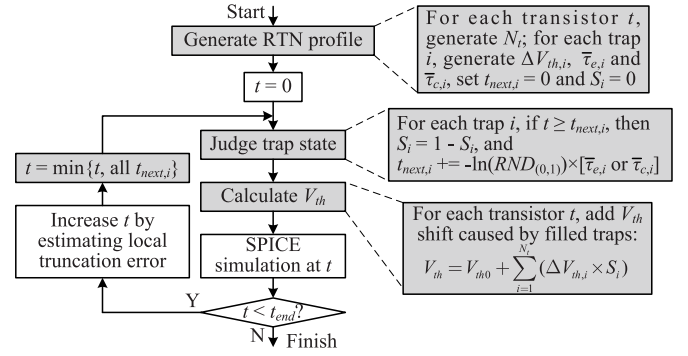 Start
Generate RTN profile
t = 0
Judge trap state
Calculate V_th
SPICE
simulation at t
t < t_end?
Y
N
Finish
Increase t by
estimating local
truncation error
t = min{t, all t_next,i}
For each transistor t,
generate N_t; for each trap
i, generate ΔV_th,i, τ̅_e,i and
τ̅_c,i, set t_next,i = 0 and S_i = 0
For each trap i, if t ≥ t_next,i, then
S_i = 1 - S_i, and
t_next,i += -ln(RND_(0,1))×[τ̅_e,i or τ̅_c,i]
For each transistor t, add V_th
shift caused by filled traps:
V_th = V_th0 + ∑_{i=1}^{N_t} (ΔV_th,i × S_i)